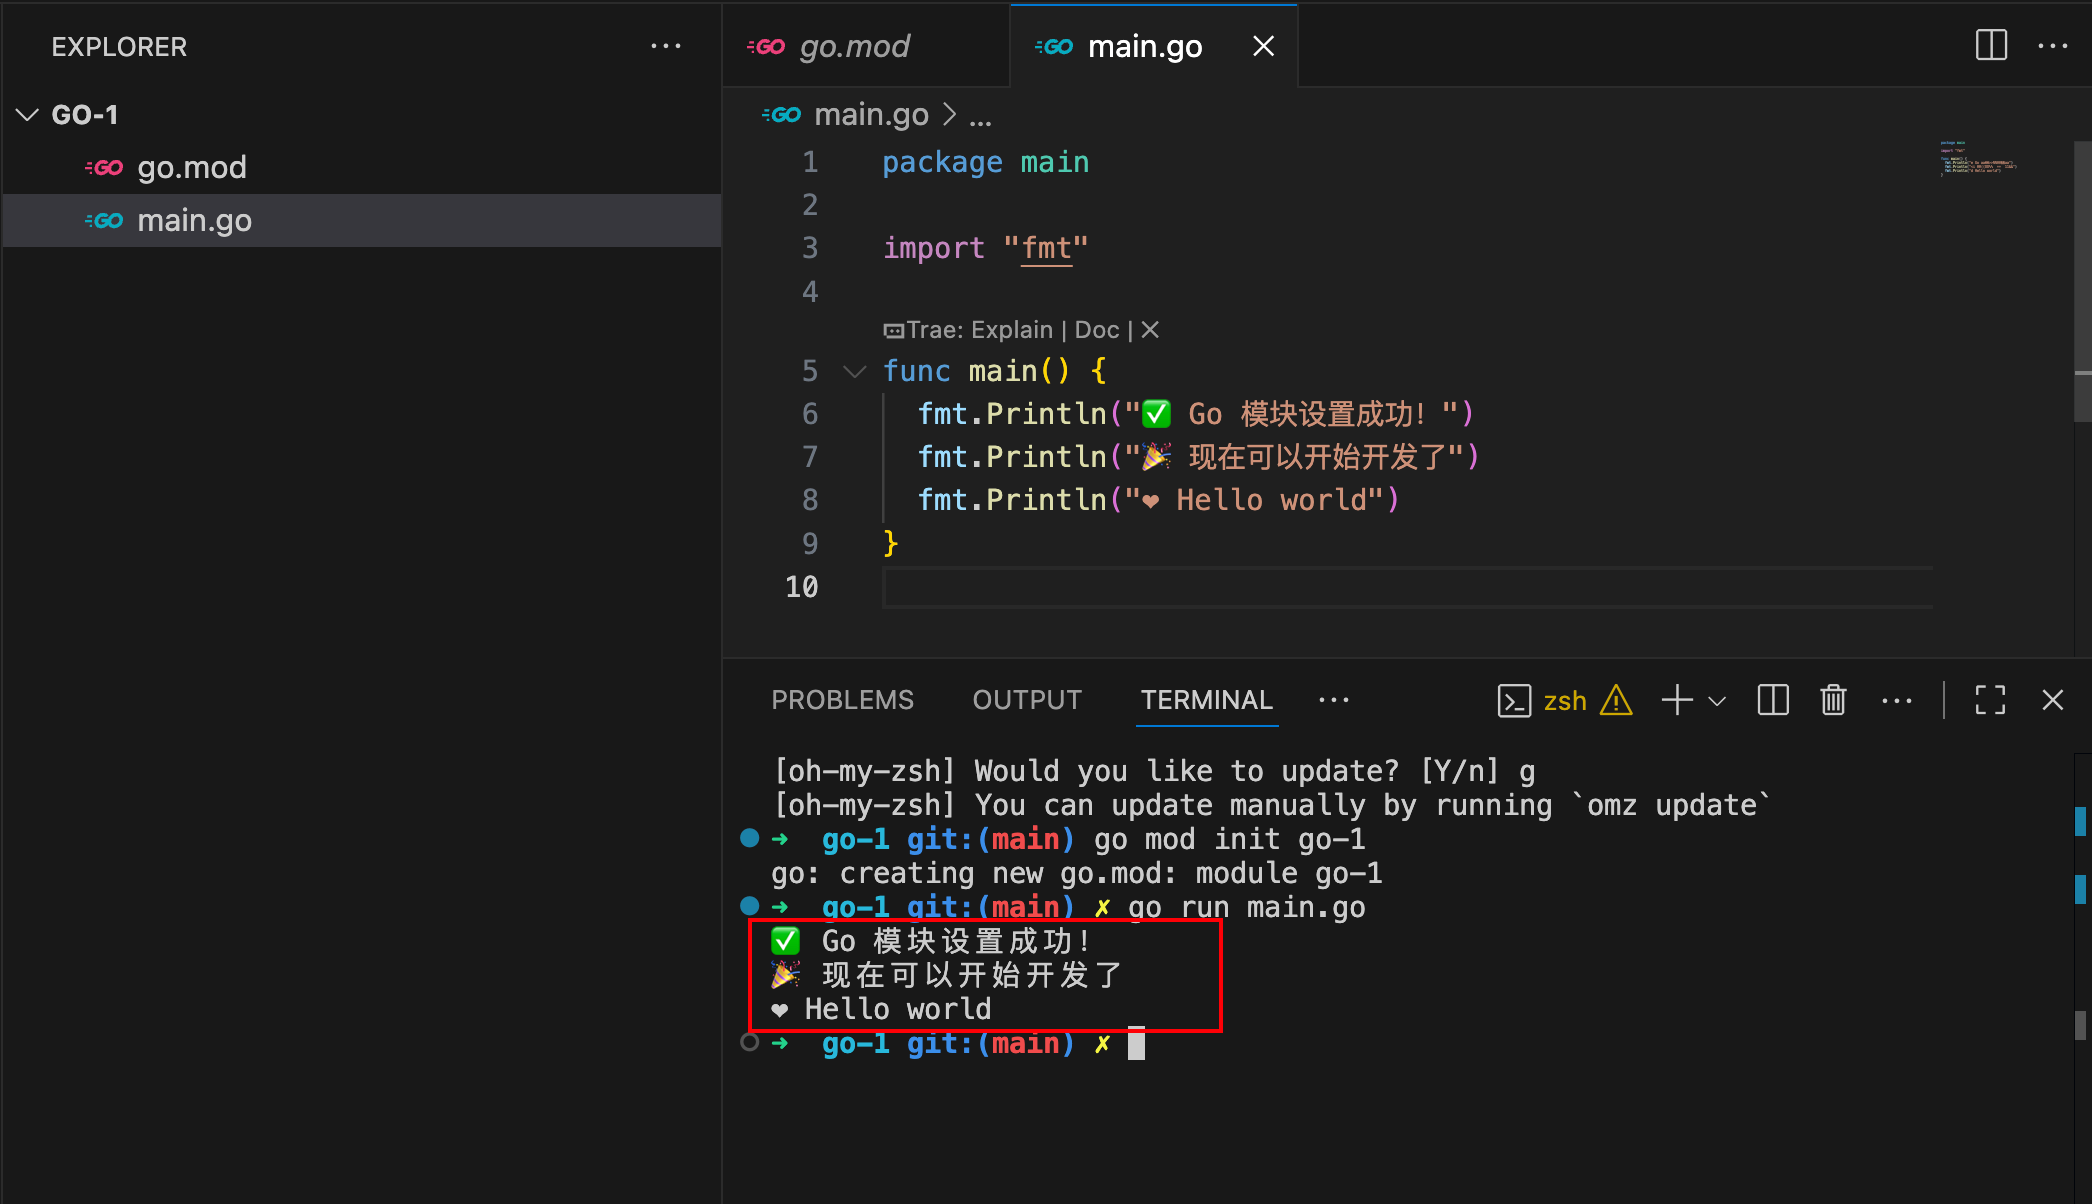 EXPLORER
GO-1
go.mod
main.go
go.mod
main.go
main.go > ...
1 package main
2
3 import "fmt"
4
Trae: Explain | Doc | ×
5 func main() {
6 fmt.Println("✅ Go 模块设置成功！")
7 fmt.Println("🎉 现在可以开始开发了")
8 fmt.Println("❤ Hello world")
9 }
10
PROBLEMS OUTPUT TERMINAL ... zsh
[oh-my-zsh] Would you like to update? [Y/n] g
[oh-my-zsh] You can update manually by running `omz update`
➜ go-1 git:(main) go mod init go-1
go: creating new go.mod: module go-1
➜ go-1 git:(main) ✗ go run main.go
✅ Go 模块设置成功！
🎉 现在可以开始开发了
❤ Hello world
➜ go-1 git:(main) ✗